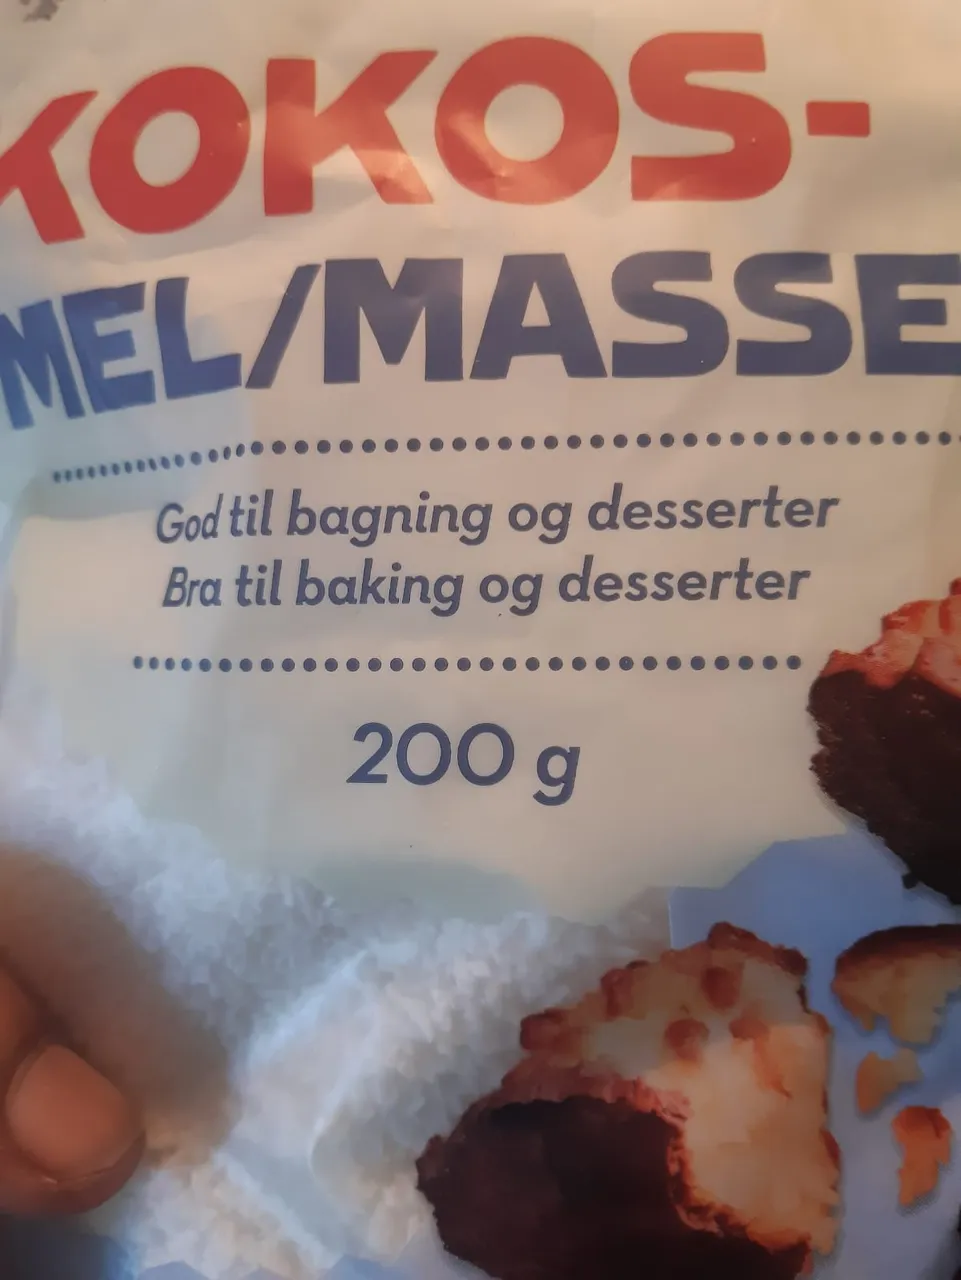 KOKOS-
MEL/MASSE
God til bagning og desserter
Bra til baking og desserter
200 g